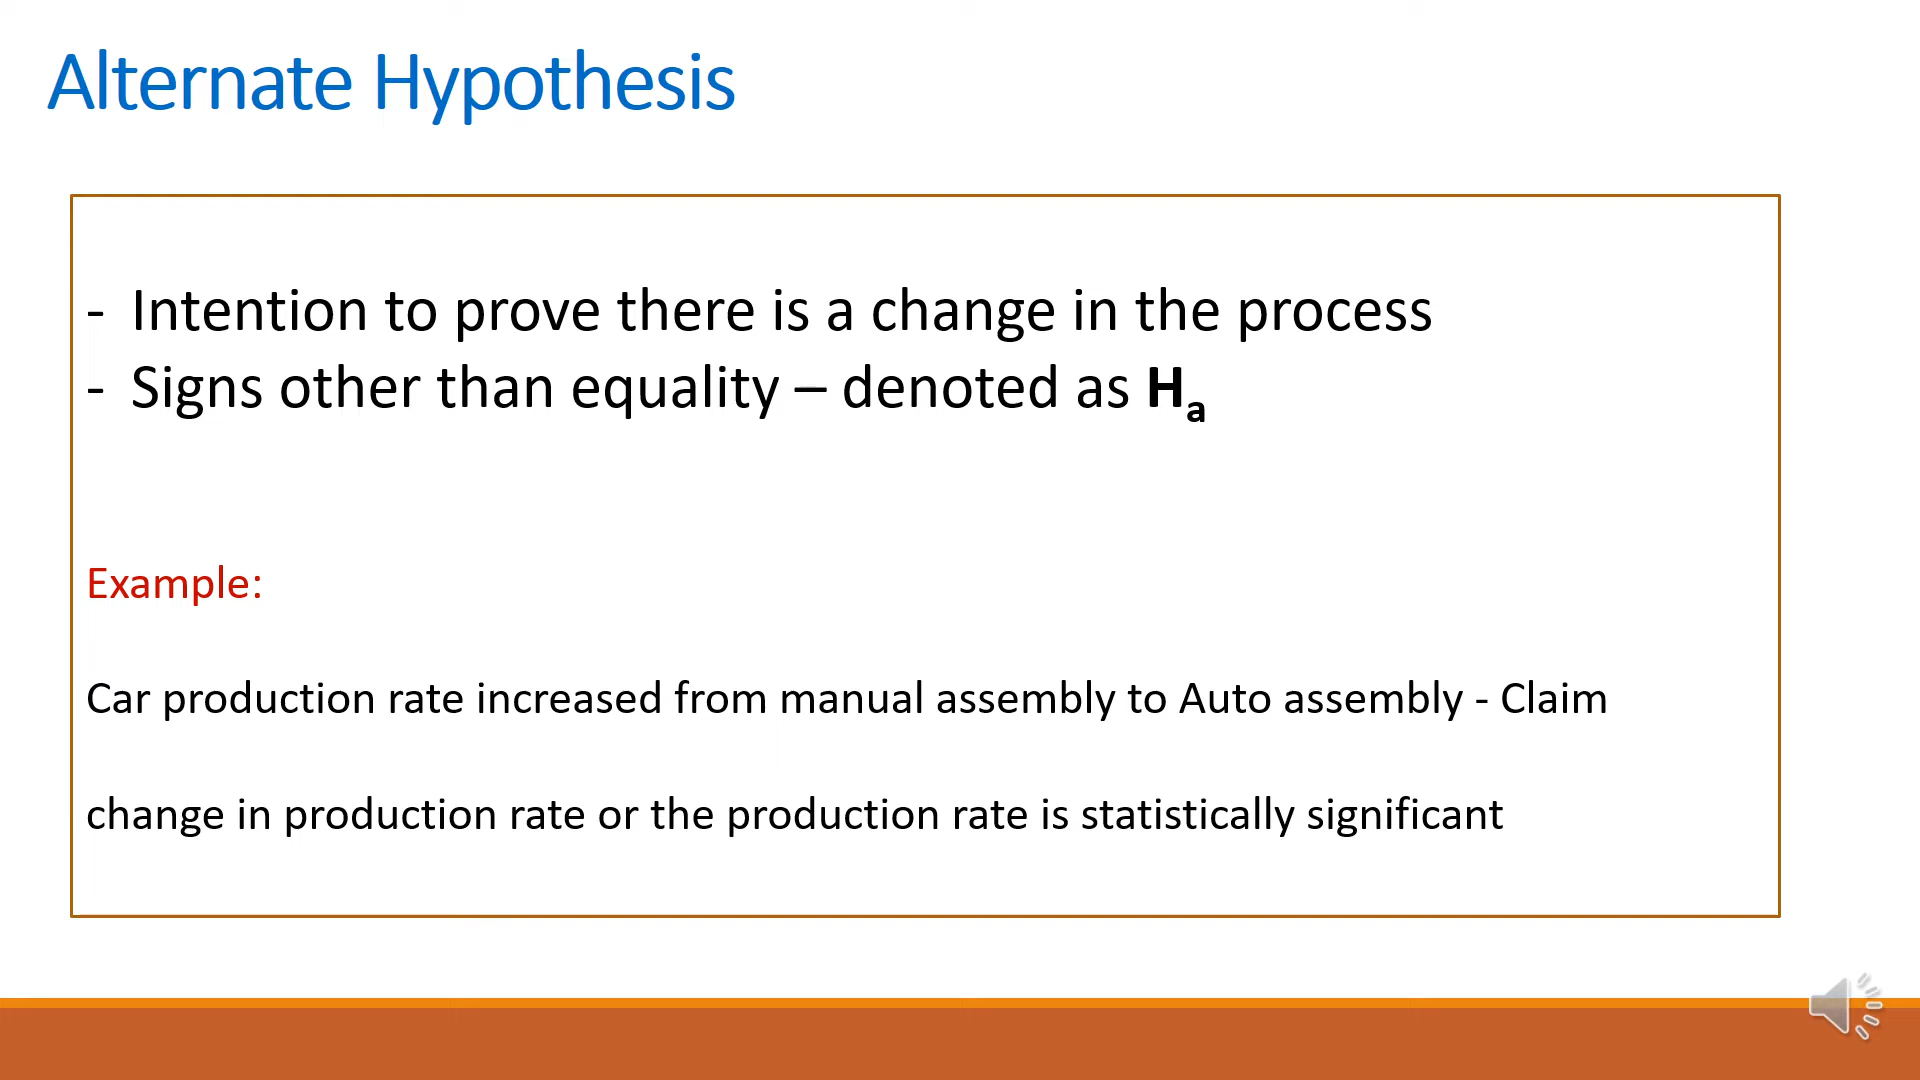 Alternate Hypothesis
- Intention to prove there is a change in the process
- Signs other than equality – denoted as Hₐ
Example:
Car production rate increased from manual assembly to Auto assembly - Claim
change in production rate or the production rate is statistically significant